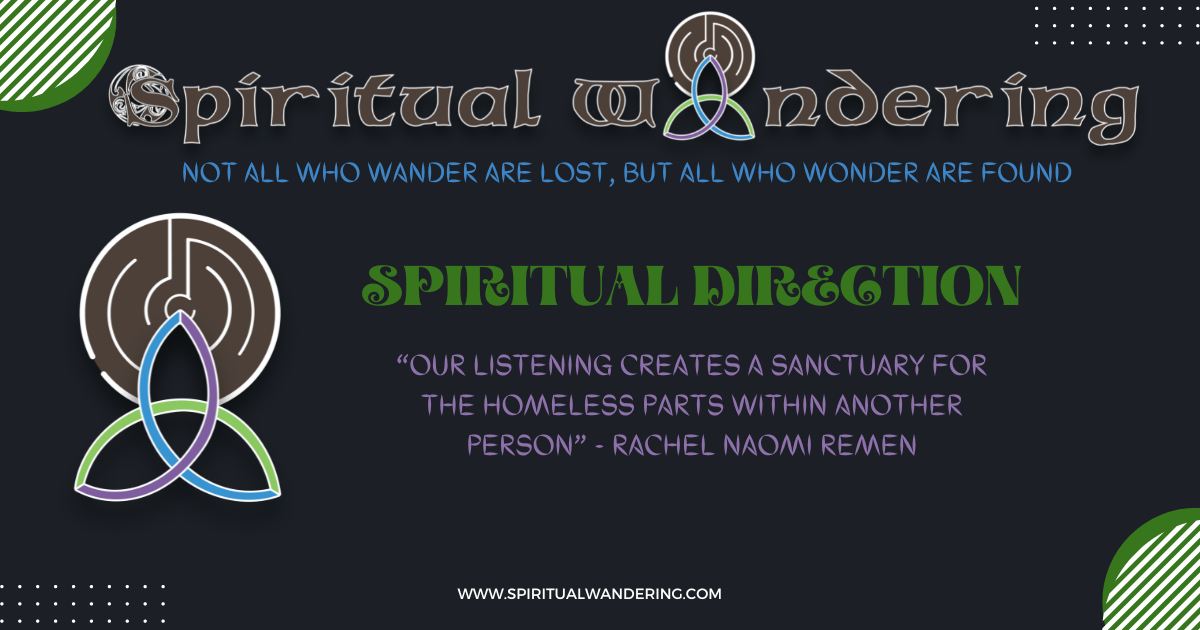 Spiritual Wandering
NOT ALL WHO WANDER ARE LOST, BUT ALL WHO WONDER ARE FOUND
SPIRITUAL DIRECTION
“OUR LISTENING CREATES A SANCTUARY FOR
THE HOMELESS PARTS WITHIN ANOTHER
PERSON” - RACHEL NAOMI REMEN
WWW.SPIRITUALWANDERING.COM